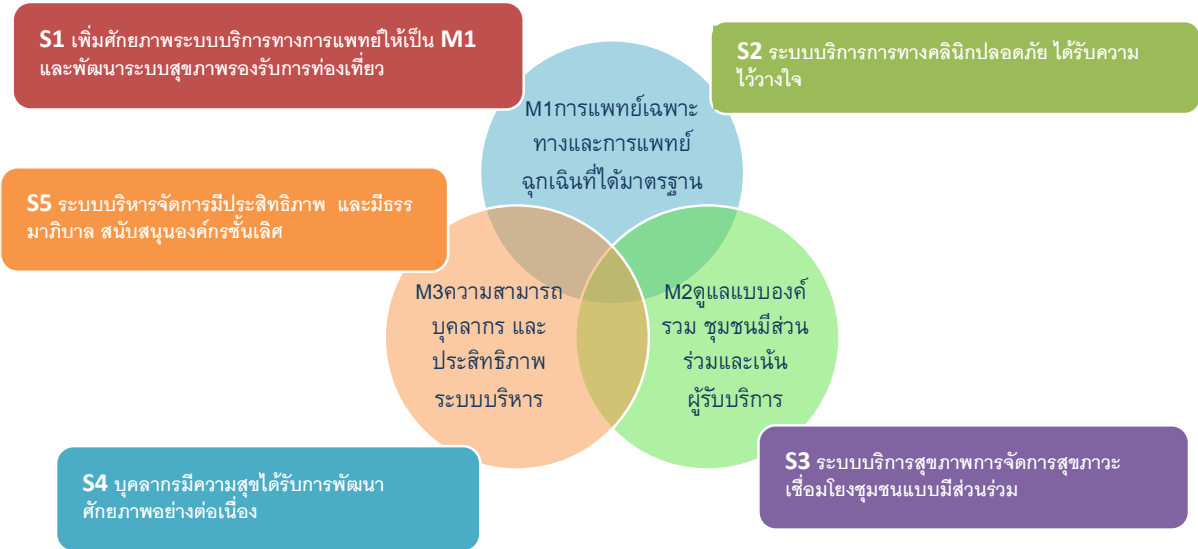 S1 เพิ่มศักยภาพระบบบริการทางการแพทย์ให้เป็น M1
และพัฒนาระบบสุขภาพรองรับการท่องเที่ยว
S2 ระบบบริการการทางคลินิกปลอดภัย ได้รับความ
ไว้วางใจ
M1การแพทย์เฉพาะ
ทางและการแพทย์
ฉุกเฉินที่ได้มาตรฐาน
S5 ระบบบริหารจัดการมีประสิทธิภาพ และมีธรร
มาภิบาล สนับสนุนองค์กรชั้นเลิศ
M3ความสามารถ
บุคลากร และ
ประสิทธิภาพ
ระบบบริหาร
M2ดูแลแบบองค์
รวม ชุมชนมีส่วน
ร่วมและเน้น
ผู้รับบริการ
S4 บุคลากรมีความสุขได้รับการพัฒนา
ศักยภาพอย่างต่อเนื่อง
S3 ระบบบริการสุขภาพการจัดการสุขภาวะ
เชื่อมโยงชุมชนแบบมีส่วนร่วม